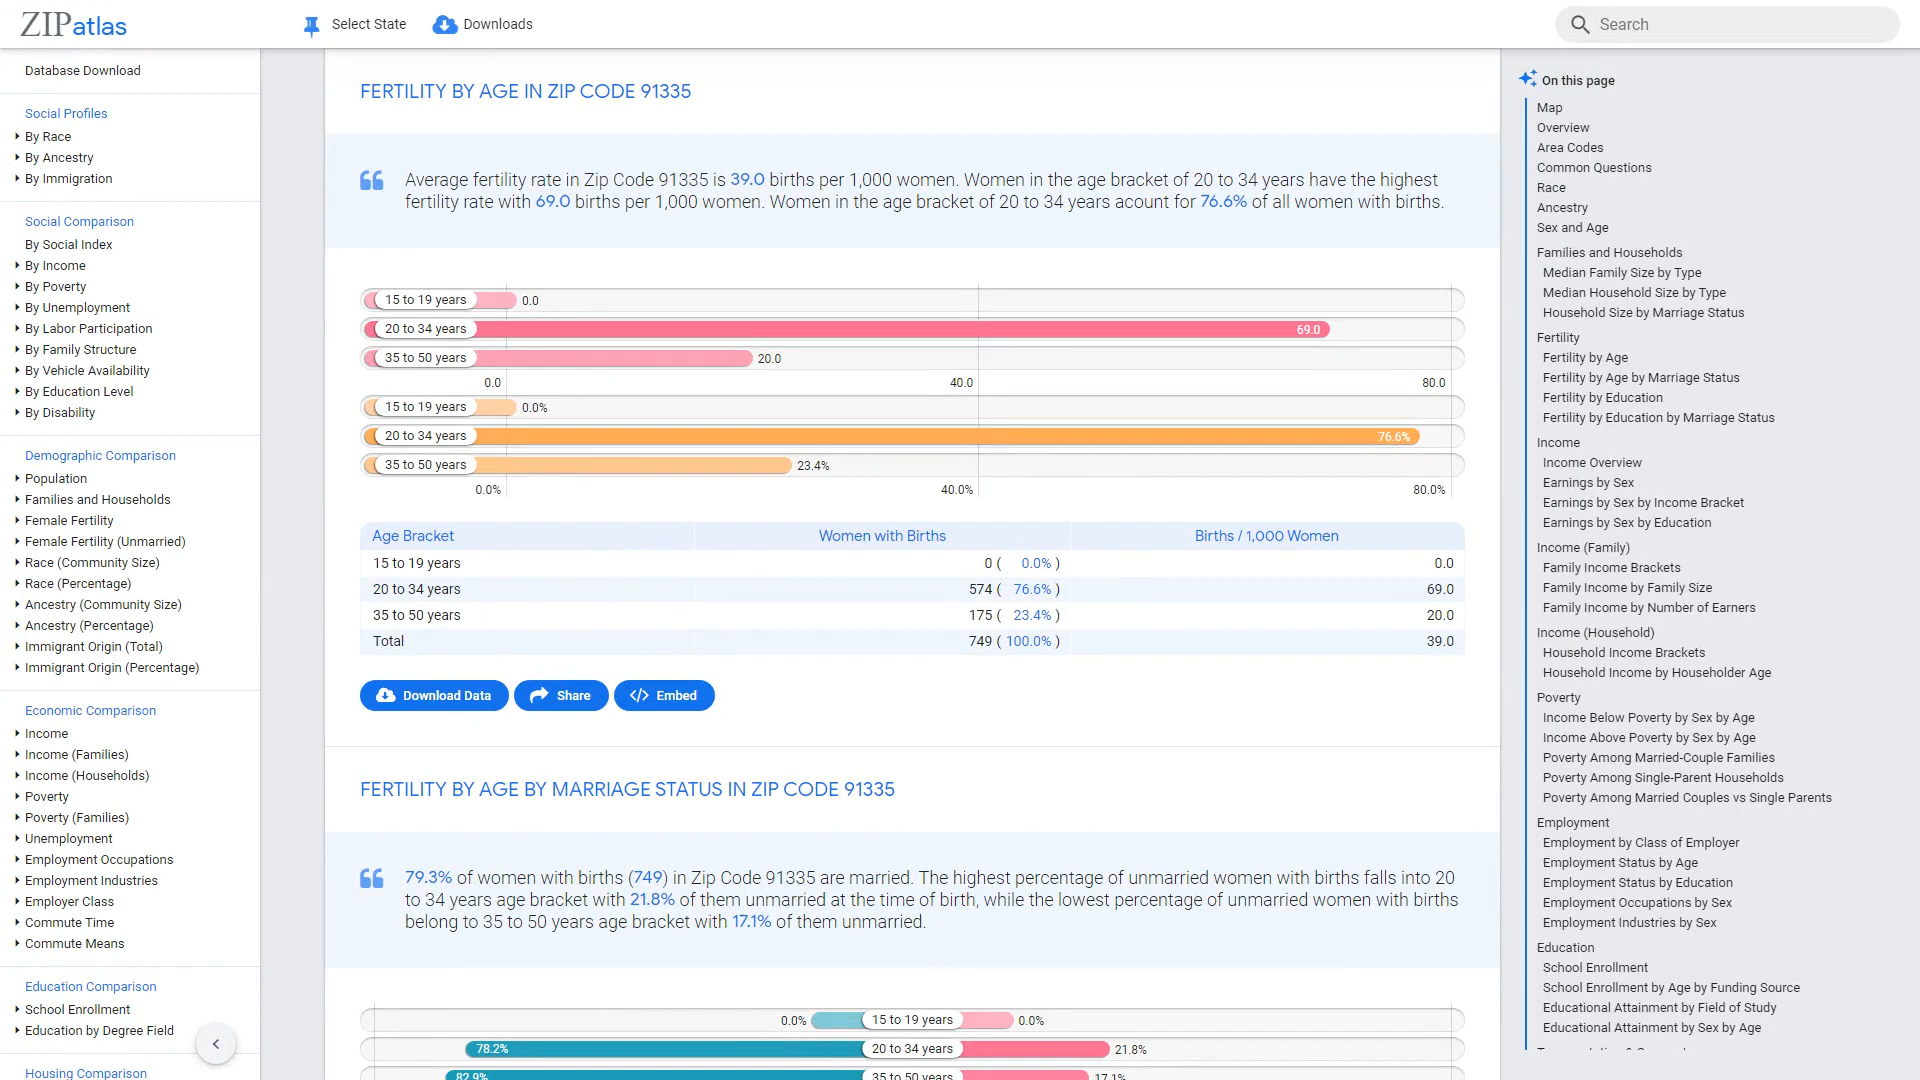 ZIPatlas
Select State
Downloads
Search
Database Download
Social Profiles
By Race
By Ancestry
By Immigration
Social Comparison
By Social Index
By Income
By Poverty
By Unemployment
By Labor Participation
By Family Structure
By Vehicle Availability
By Education Level
By Disability
Demographic Comparison
Population
Families and Households
Female Fertility
Female Fertility (Unmarried)
Race (Community Size)
Race (Percentage)
Ancestry (Community Size)
Ancestry (Percentage)
Immigrant Origin (Total)
Immigrant Origin (Percentage)
Economic Comparison
Income
Income (Families)
Income (Households)
Poverty
Poverty (Families)
Unemployment
Employment Occupations
Employment Industries
Employer Class
Commute Time
Commute Means
Education Comparison
School Enrollment
Education by Degree Field
Housing Comparison
FERTILITY BY AGE IN ZIP CODE 91335
Average fertility rate in Zip Code 91335 is 39.0 births per 1,000 women. Women in the age bracket of 20 to 34 years have the highest
fertility rate with 69.0 births per 1,000 women. Women in the age bracket of 20 to 34 years acount for 76.6% of all women with births.
15 to 19 years 0.0
20 to 34 years 69.0
35 to 50 years 20.0
0.0 40.0 80.0
15 to 19 years 0.0%
20 to 34 years 76.6%
35 to 50 years 23.4%
0.0% 40.0% 80.0%
Age Bracket Women with Births Births / 1,000 Women
15 to 19 years 0 ( 0.0% ) 0.0
20 to 34 years 574 ( 76.6% ) 69.0
35 to 50 years 175 ( 23.4% ) 20.0
Total 749 ( 100.0% ) 39.0
Download Data Share Embed
FERTILITY BY AGE BY MARRIAGE STATUS IN ZIP CODE 91335
79.3% of women with births (749) in Zip Code 91335 are married. The highest percentage of unmarried women with births falls into 20
to 34 years age bracket with 21.8% of them unmarried at the time of birth, while the lowest percentage of unmarried women with births
belong to 35 to 50 years age bracket with 17.1% of them unmarried.
0.0% 15 to 19 years 0.0%
78.2% 20 to 34 years 21.8%
82.9% 35 to 50 years 17.1%
On this page
Map
Overview
Area Codes
Common Questions
Race
Ancestry
Sex and Age
Families and Households
Median Family Size by Type
Median Household Size by Type
Household Size by Marriage Status
Fertility
Fertility by Age
Fertility by Age by Marriage Status
Fertility by Education
Fertility by Education by Marriage Status
Income
Income Overview
Earnings by Sex
Earnings by Sex by Income Bracket
Earnings by Sex by Education
Income (Family)
Family Income Brackets
Family Income by Family Size
Family Income by Number of Earners
Income (Household)
Household Income Brackets
Household Income by Householder Age
Poverty
Income Below Poverty by Sex by Age
Income Above Poverty by Sex by Age
Poverty Among Married-Couple Families
Poverty Among Single-Parent Households
Poverty Among Married Couples vs Single Parents
Employment
Employment by Class of Employer
Employment Status by Age
Employment Status by Education
Employment Occupations by Sex
Employment Industries by Sex
Education
School Enrollment
School Enrollment by Age by Funding Source
Educational Attainment by Field of Study
Educational Attainment by Sex by Age